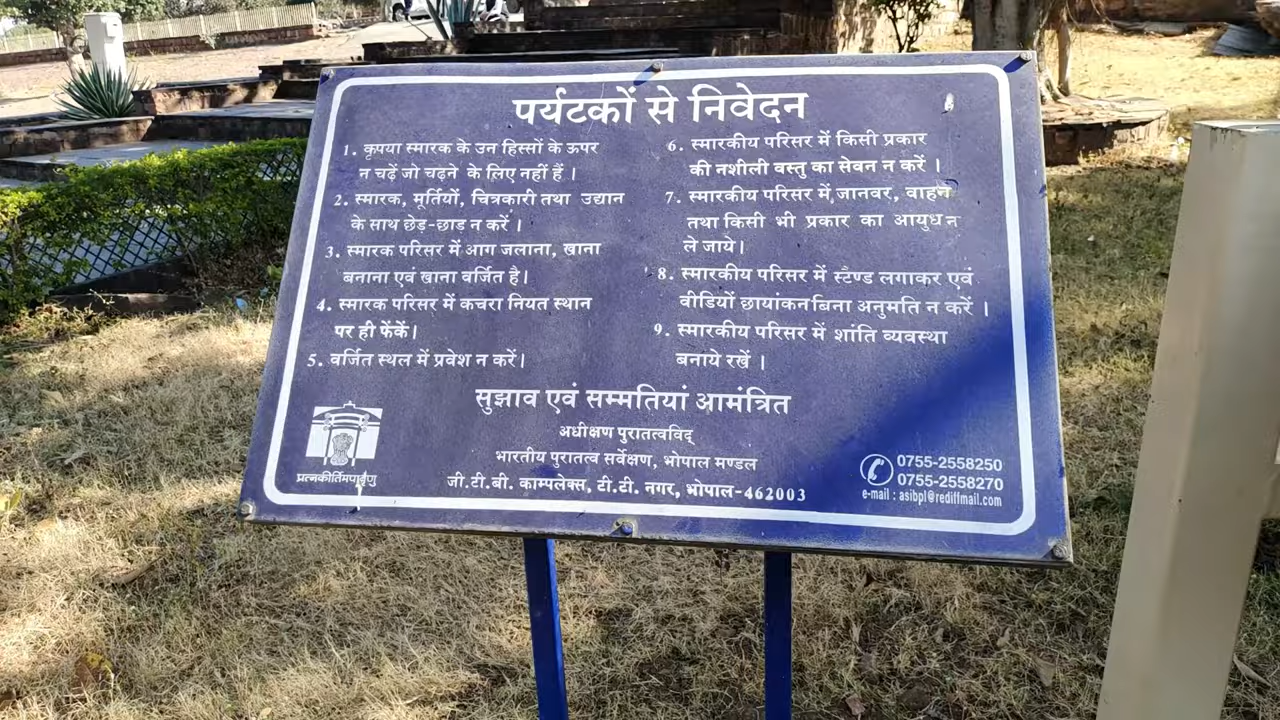 पर्यटकों से निवेदन
1. कृपया स्मारक के उन हिस्सों के ऊपर
न चढ़ें जो चढ़ने के लिए नहीं हैं ।
2. स्मारक, मूर्तियों, चित्रकारी तथा उद्यान
के साथ छेड़-छाड़ न करें ।
3. स्मारक परिसर में आग जलाना, खाना
बनाना एवं खाना वर्जित है।
4. स्मारक परिसर में कचरा नियत स्थान
पर ही फेंकें।
5. वर्जित स्थल में प्रवेश न करें।
6. स्मारकीय परिसर में किसी प्रकार
की नशीली वस्तु का सेवन न करें ।
7. स्मारकीय परिसर में जानवर, वाहन
तथा किसी भी प्रकार का आयुध न
ले जाये।
8. स्मारकीय परिसर में स्टैण्ड लगाकर एवं
वीडियों छायांकन बिना अनुमति न करें ।
9. स्मारकीय परिसर में शांति व्यवस्था
बनाये रखें ।
सुझाव एवं सम्मतियां आमंत्रित
अधीक्षण पुरातत्वविद्
भारतीय पुरातत्व सर्वेक्षण, भोपाल मण्डल
जी.टी.बी. काम्पलेक्स, टी.टी. नगर, भोपाल-462003
प्रत्नकीर्तिमपावृणु
0755-2558250
0755-2558270
e-mail : asibpl@rediffmail.com